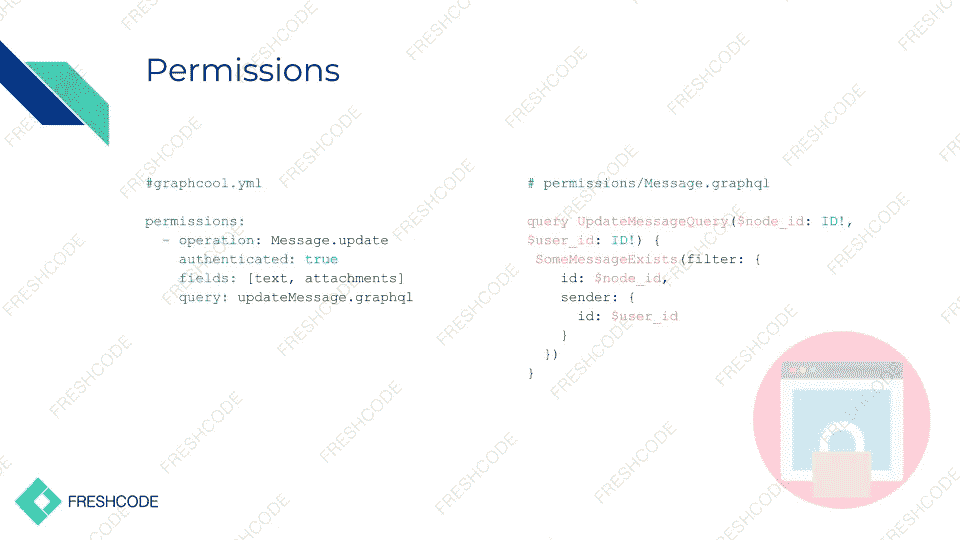 Permissions
#graphcool.yml
permissions:
  - operation: Message.update
    authenticated: true
    fields: [text, attachments]
    query: updateMessage.graphql
# permissions/Message.graphql
query UpdateMessageQuery($node_id: ID!,
$user_id: ID!) {
 SomeMessageExists(filter: {
    id: $node_id,
    sender: {
      id: $user_id
    }
  })
}
FRESHCODE